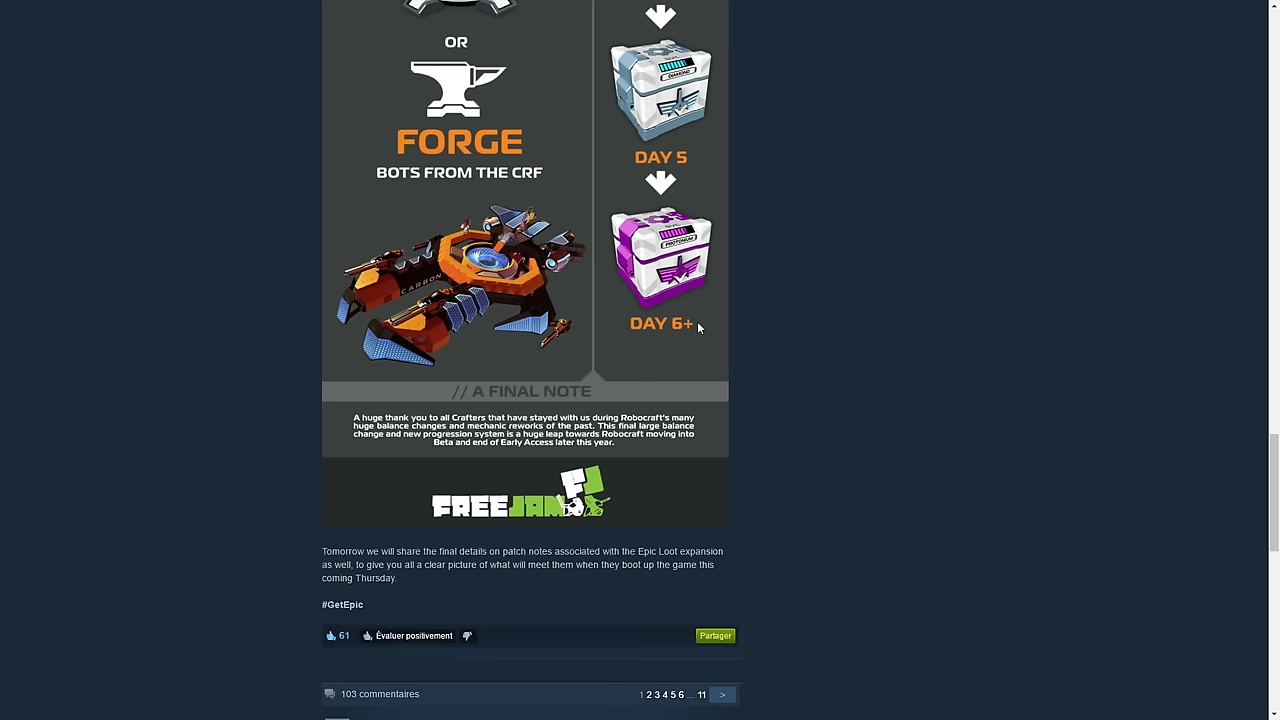 OR
FORGE
BOTS FROM THE CRF
CARBON
DIAMOND
DAY 5
PROTONIUM
DAY 6+
// A FINAL NOTE
A huge thank you to all Crafters that have stayed with us during Robocraft's many
huge balance changes and mechanic reworks of the past. This final large balance
change and new progression system is a huge leap towards Robocraft moving into
Beta and end of Early Access later this year.
FJ
FREEJAM
Tomorrow we will share the final details on patch notes associated with the Epic Loot expansion
as well, to give you all a clear picture of what will meet them when they boot up the game this
coming Thursday.
#GetEpic
61 Évaluer positivement Partager
103 commentaires 1 2 3 4 5 6 ... 11 >